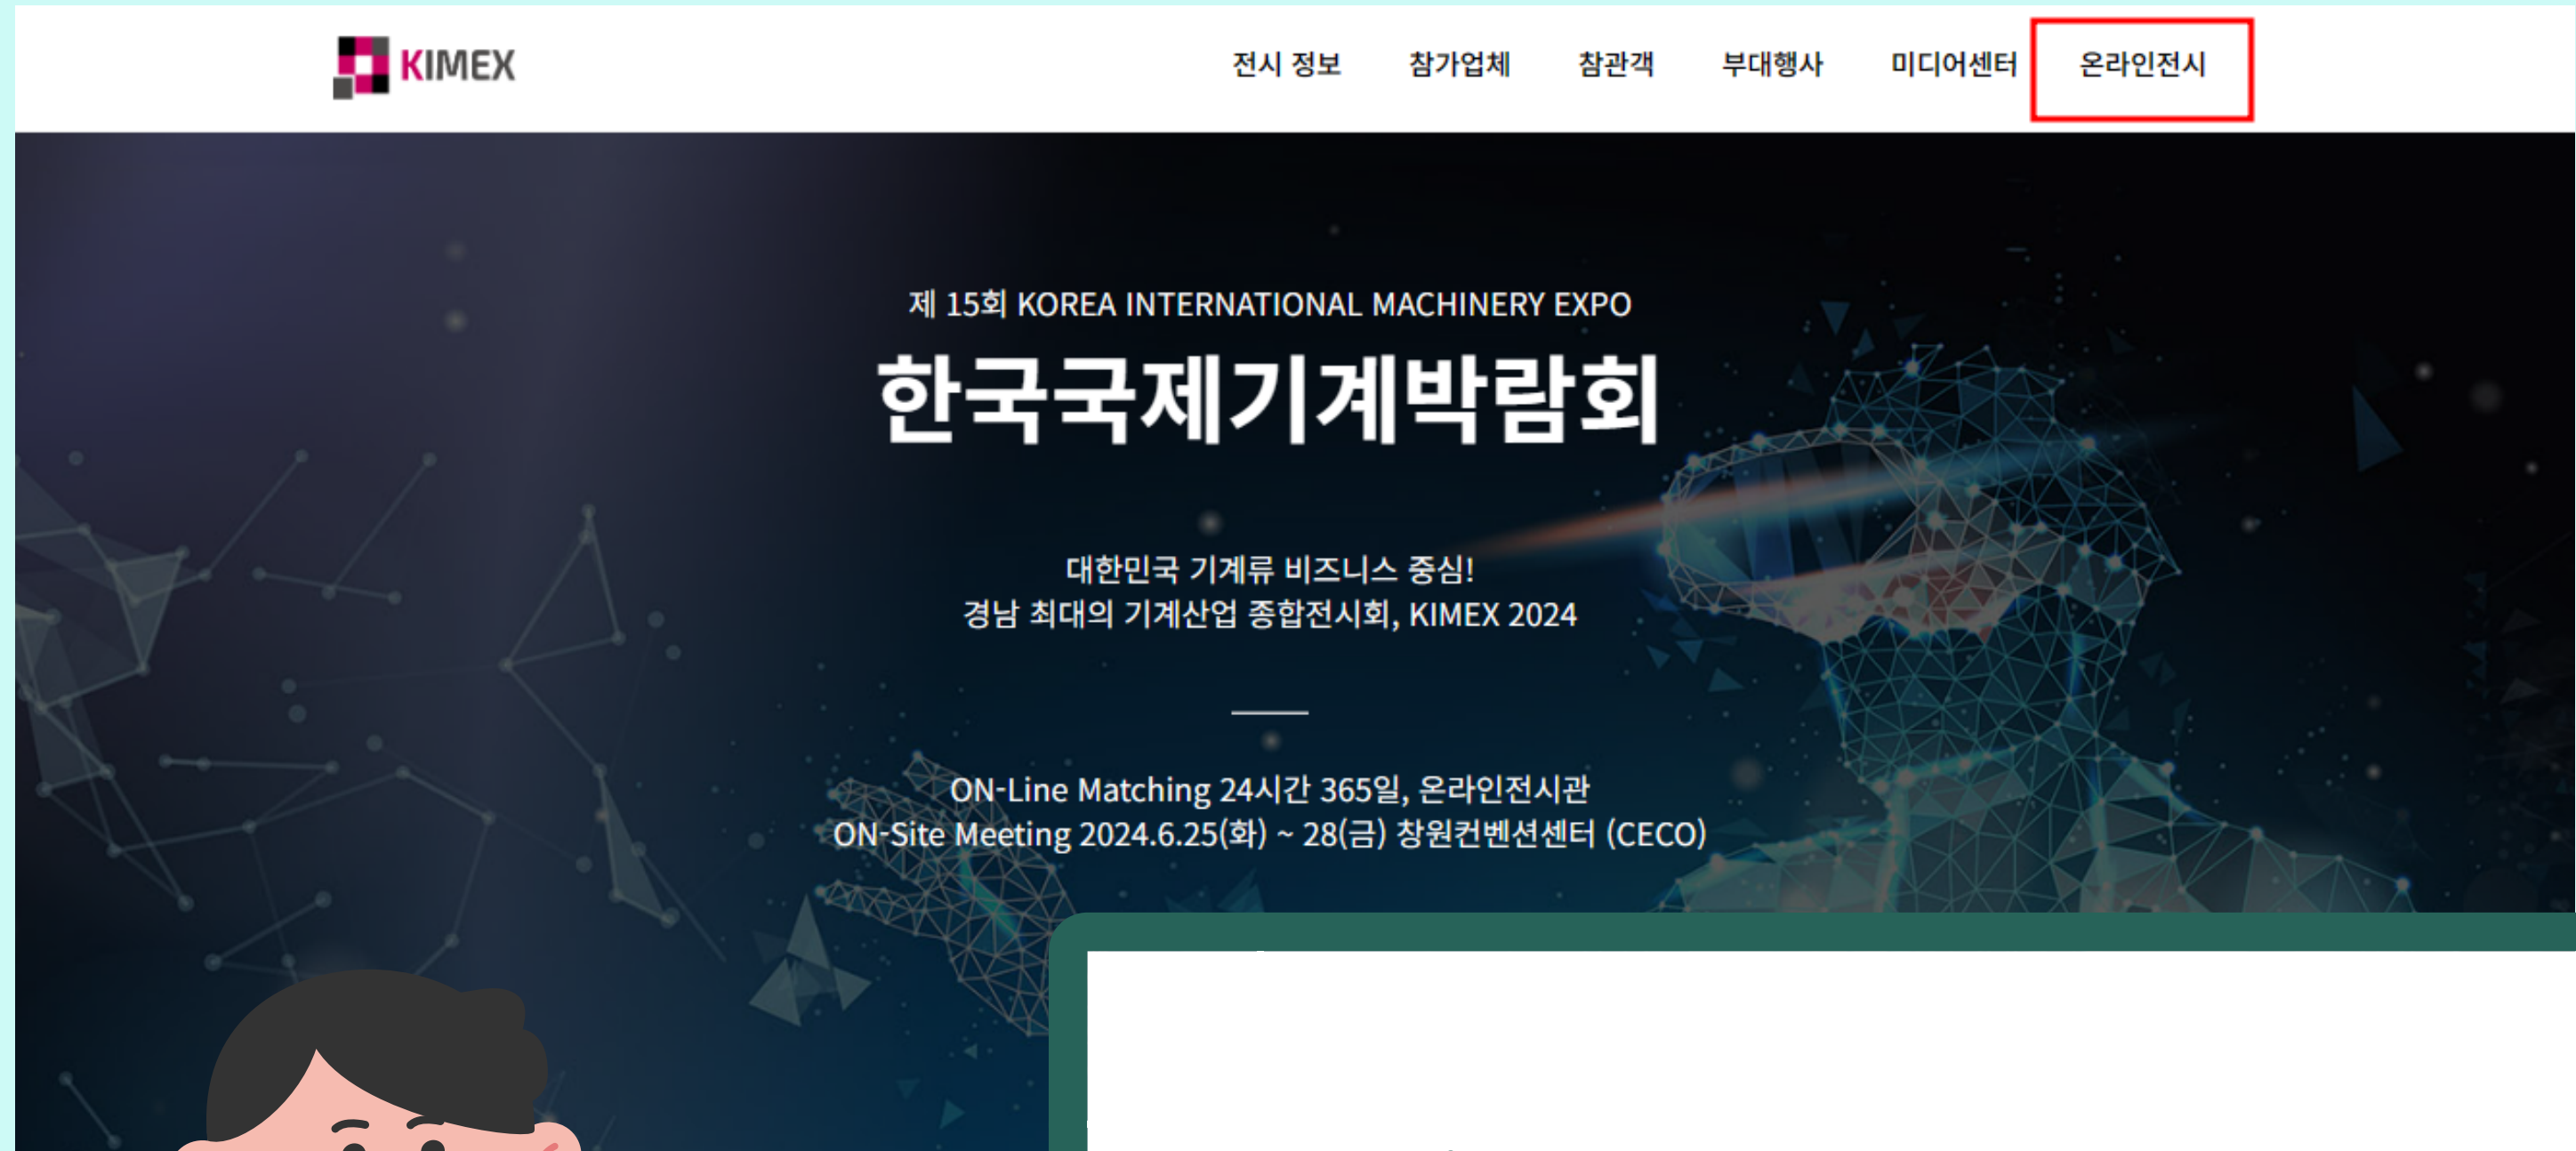 KIMEX
전시 정보 참가업체 참관객 부대행사 미디어센터 온라인전시
제 15회 KOREA INTERNATIONAL MACHINERY EXPO
한국국제기계박람회
대한민국 기계류 비즈니스 중심!
경남 최대의 기계산업 종합전시회, KIMEX 2024
ON-Line Matching 24시간 365일, 온라인전시관
ON-Site Meeting 2024.6.25(화) ~ 28(금) 창원컨벤션센터 (CECO)